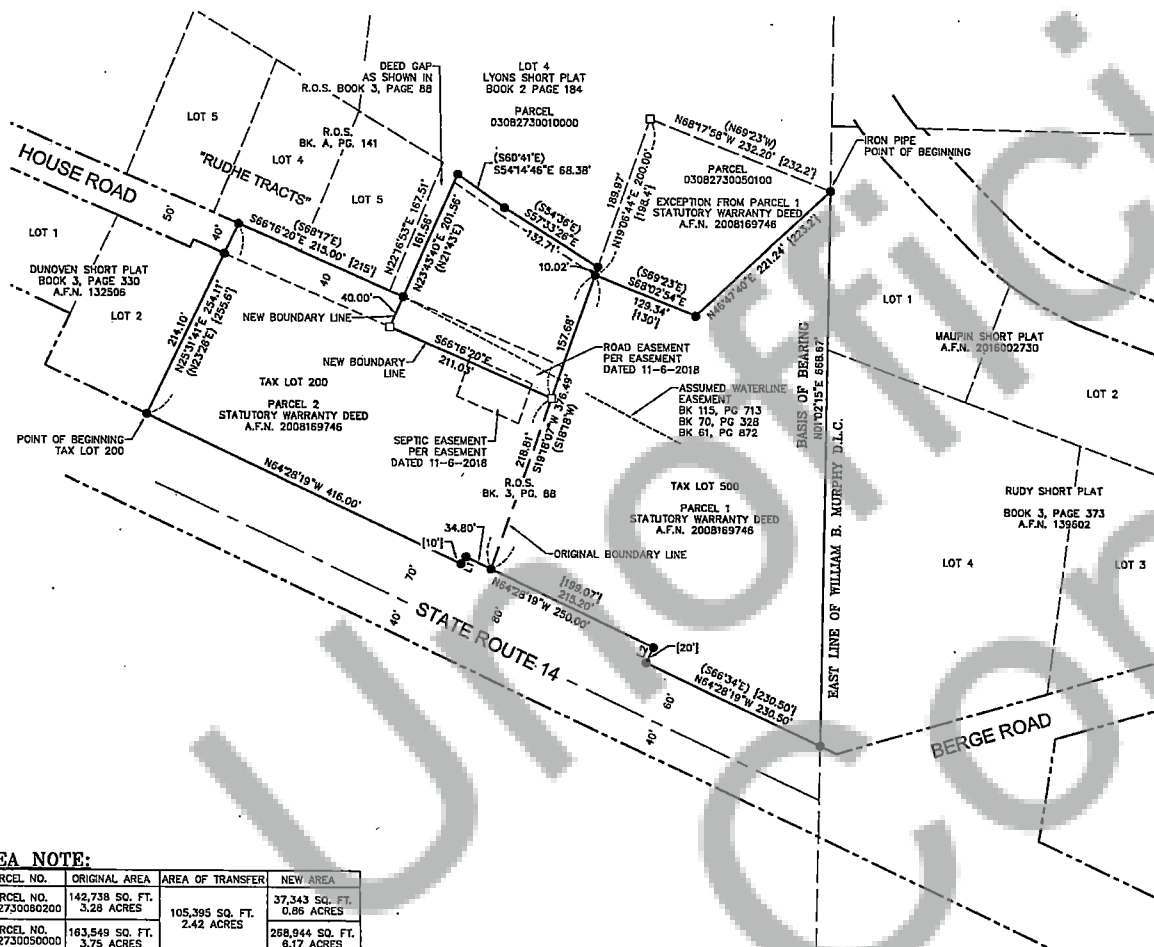 DEED GAP
AS SHOWN IN
R.O.S. BOOK 3, PAGE 88
LOT 4
LYONS SHORT PLAT
BOOK 2 PAGE 184
PARCEL
03082730010000
LOT 5
R.O.S.
BK. A, PG. 141
LOT 4
"RUDHE TRACTS"
LOT 5
HOUSE ROAD
50'
40'
LOT 1
(S60°41'E)
S54°14'46"E 68.38'
(S54°36'E)
S57°33'26"E
132.71'
10.02'
189.97'
N19°06'44"E 200.00'
[198.4']
(N69°23'W)
N68°17'58"W 232.20' [232.2']
IRON PIPE
POINT OF BEGINNING
PARCEL
03082730050100
EXCEPTION FROM PARCEL 1
STATUTORY WARRANTY DEED
A.F.N. 2008169746
(S68°17'E)
S66°16'20"E 215.00' [215']
40
N22°16'53"E 167.51'
161.56'
N23°43'40"E 201.56'
(N21°43'E)
40.00'
NEW BOUNDARY LINE
(S69°23'E)
S68°02'54"E
129.34'
[130']
N46°47'40"E 221.24' [223.2']
DUNOVEN SHORT PLAT
BOOK 3, PAGE 330
A.F.N. 132506
LOT 2
214.10'
N25°31'41"E 254.11'
(N23°28'E) [255.6']
NEW BOUNDARY
LINE
S66°16'20"E
211.03'
157.68'
ROAD EASEMENT
PER EASEMENT
DATED 11-6-2018
LOT 1
MAUPIN SHORT PLAT
A.F.N. 2016002730
LOT 2
BASIS OF BEARING
N01°02'15"E 668.67'
EAST LINE OF WILLIAM B. MURPHY D.L.C.
TAX LOT 200
PARCEL 2
STATUTORY WARRANTY DEED
A.F.N. 2008169746
ASSUMED WATERLINE
EASEMENT
BK 115, PG 713
BK 70, PG 328
BK 61, PG 872
POINT OF BEGINNING
TAX LOT 200
SEPTIC EASEMENT
PER EASEMENT
DATED 11-6-2018
218.81'
S19°18'07"W 376.49'
(S18°18'W)
R.O.S.
BK. 3, PG. 88
N64°28'19"W 416.00'
TAX LOT 500
PARCEL 1
STATUTORY WARRANTY DEED
A.F.N. 2008169746
RUDY SHORT PLAT
BOOK 3, PAGE 373
A.F.N. 139602
LOT 4
LOT 3
ORIGINAL BOUNDARY LINE
34.80'
[10']
L1
70'
40'
80'
[199.07']
215.20'
N64°28'19"W 250.00'
STATE ROUTE 14
L2
[20']
60'
40'
(S66°34'E) [230.50']
N64°28'19"W 230.50'
BERGE ROAD
EA NOTE:
RCEL NO. ORIGINAL AREA AREA OF TRANSFER NEW AREA
RCEL NO. 142,738 SQ. FT. 37,343 SQ. FT.
2730080200 3.28 ACRES 0.86 ACRES
105,395 SQ. FT.
2.42 ACRES
RCEL NO. 163,549 SQ. FT. 268,944 SQ. FT.
2730050000 3.75 ACRES 6.17 ACRES
Unoffici
Co